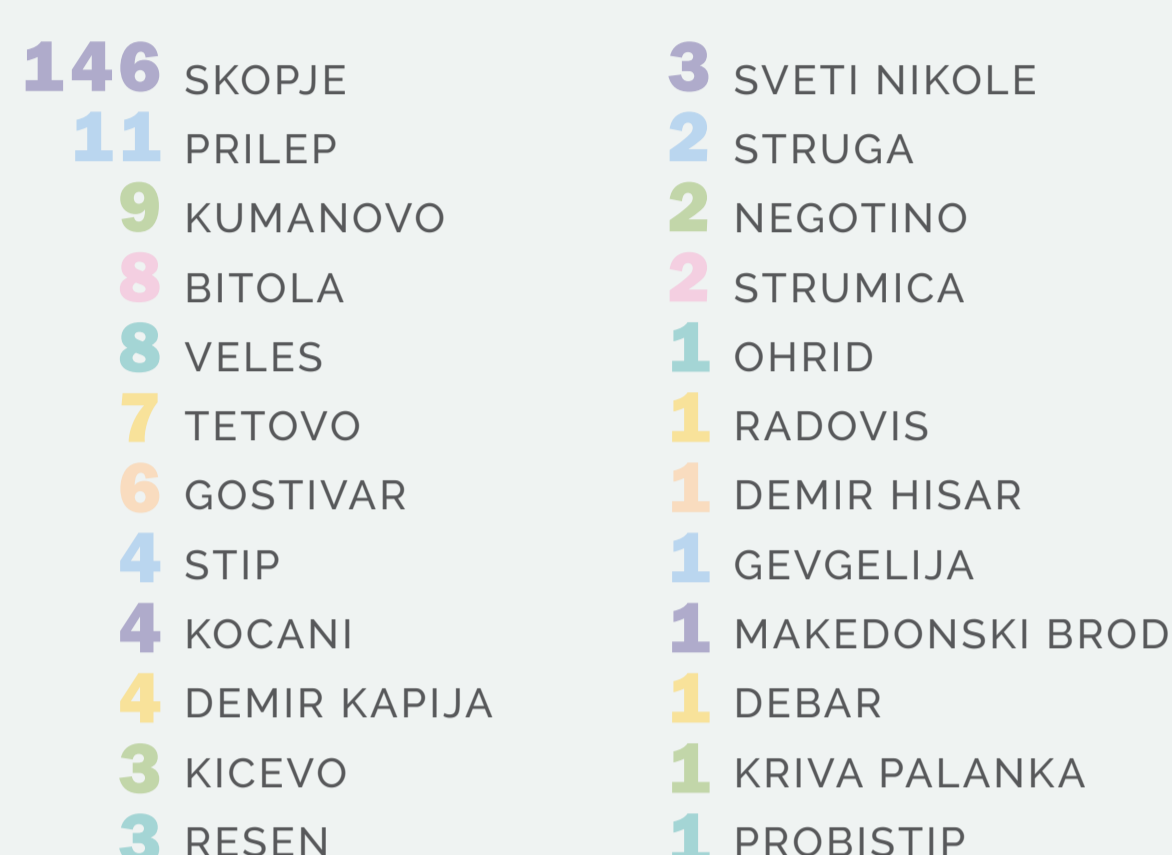 146 SKOPJE
11 PRILEP
9 KUMANOVO
8 BITOLA
8 VELES
7 TETOVO
6 GOSTIVAR
4 STIP
4 KOCANI
4 DEMIR KAPIJA
3 KICEVO
3 RESEN
3 SVETI NIKOLE
2 STRUGA
2 NEGOTINO
2 STRUMICA
1 OHRID
1 RADOVIS
1 DEMIR HISAR
1 GEVGELIJA
1 MAKEDONSKI BROD
1 DEBAR
1 KRIVA PALANKA
1 PROBISTIP